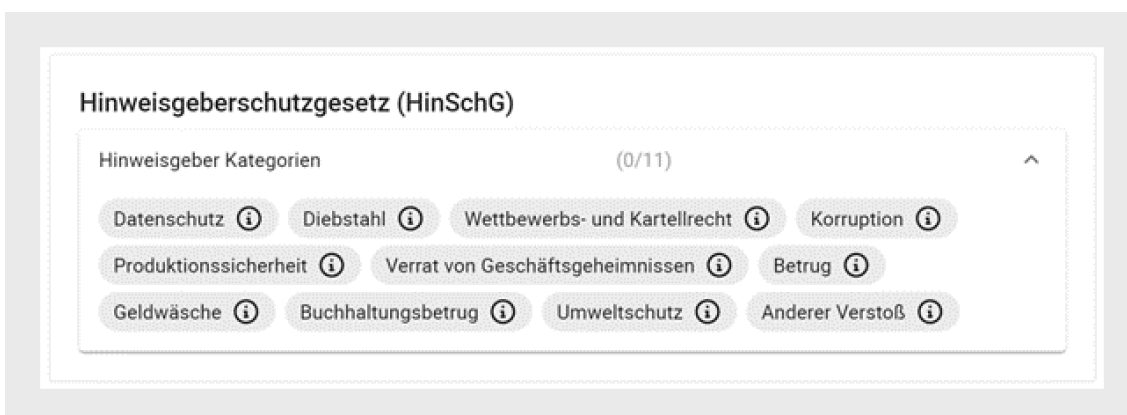 Hinweisgeberschutzgesetz (HinSchG)
Hinweisgeber Kategorien (0/11)
Datenschutz Diebstahl Wettbewerbs- und Kartellrecht Korruption
Produktionssicherheit Verrat von Geschäftsgeheimnissen Betrug
Geldwäsche Buchhaltungsbetrug Umweltschutz Anderer Verstoß